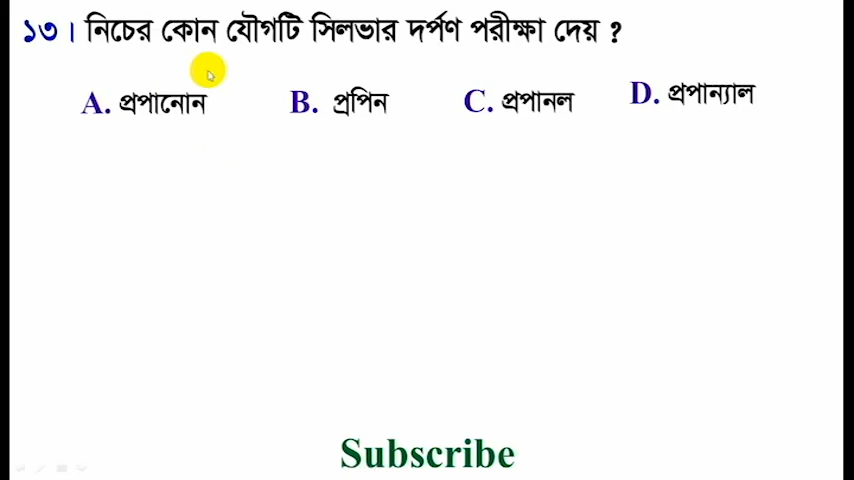 ১৩। নিচের কোন যৌগটি সিলভার দর্পণ পরীক্ষা দেয় ?
A. প্রপানোন B. প্রপিন C. প্রপানল D. প্রপান্যাল
Subscribe